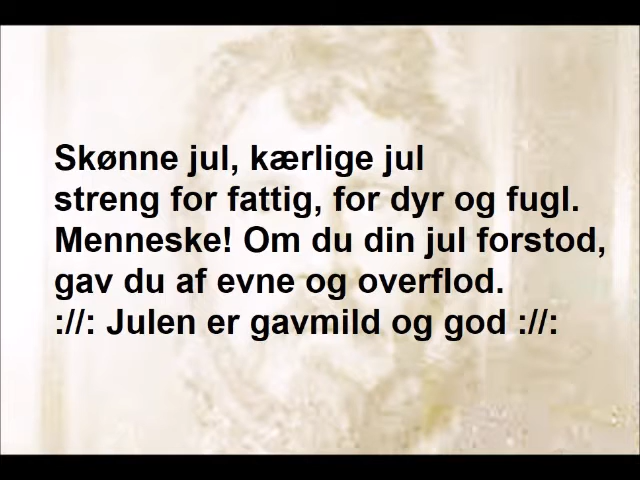 Skønne jul, kærlige jul
streng for fattig, for dyr og fugl.
Menneske! Om du din jul forstod,
gav du af evne og overflod.
://: Julen er gavmild og god ://: